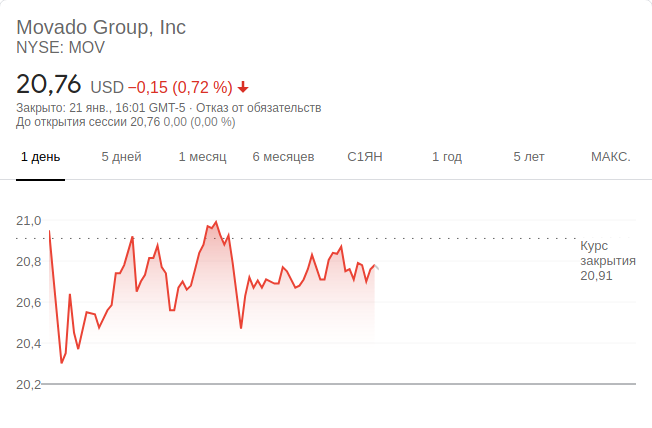 Movado Group, Inc
NYSE: MOV
20,76 USD −0,15 (0,72 %)
Закрыто: 21 янв., 16:01 GMT-5 · Отказ от обязательств
До открытия сессии 20,76 0,00 (0,00 %)
1 день 5 дней 1 месяц 6 месяцев С1ЯН 1 год 5 лет МАКС.
21,0
20,8
20,6
20,4
20,2
Курс
закрытия
20,91